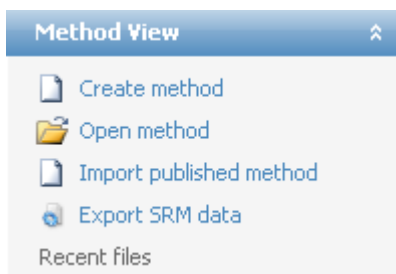 Method View
Create method
Open method
Import published method
Export SRM data
Recent files